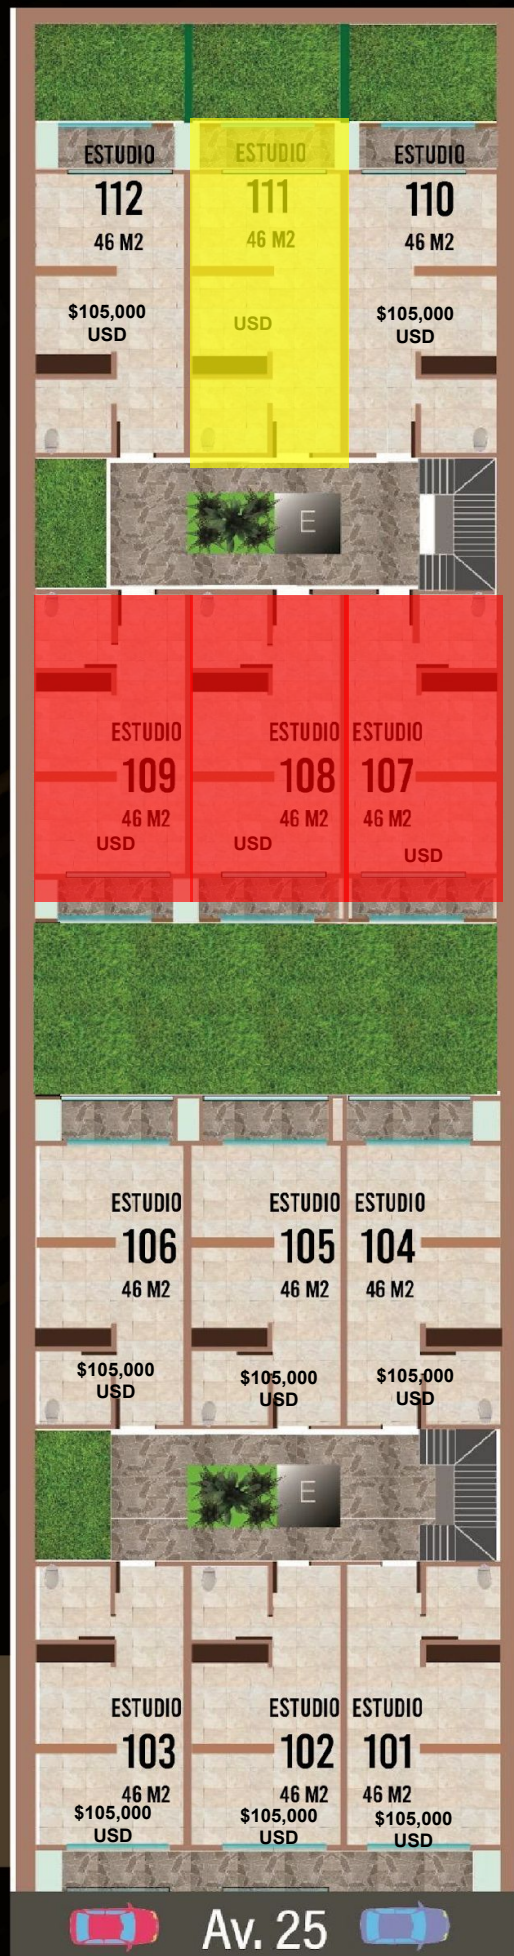 ESTUDIO
112
46 M2
$105,000
USD
ESTUDIO
111
46 M2
USD
ESTUDIO
110
46 M2
$105,000
USD
E
ESTUDIO
109
46 M2
USD
ESTUDIO
108
46 M2
USD
ESTUDIO
107
46 M2
USD
ESTUDIO
106
46 M2
$105,000
USD
ESTUDIO
105
46 M2
$105,000
USD
ESTUDIO
104
46 M2
$105,000
USD
E
ESTUDIO
103
46 M2
$105,000
USD
ESTUDIO
102
46 M2
$105,000
USD
ESTUDIO
101
46 M2
$105,000
USD
Av. 25